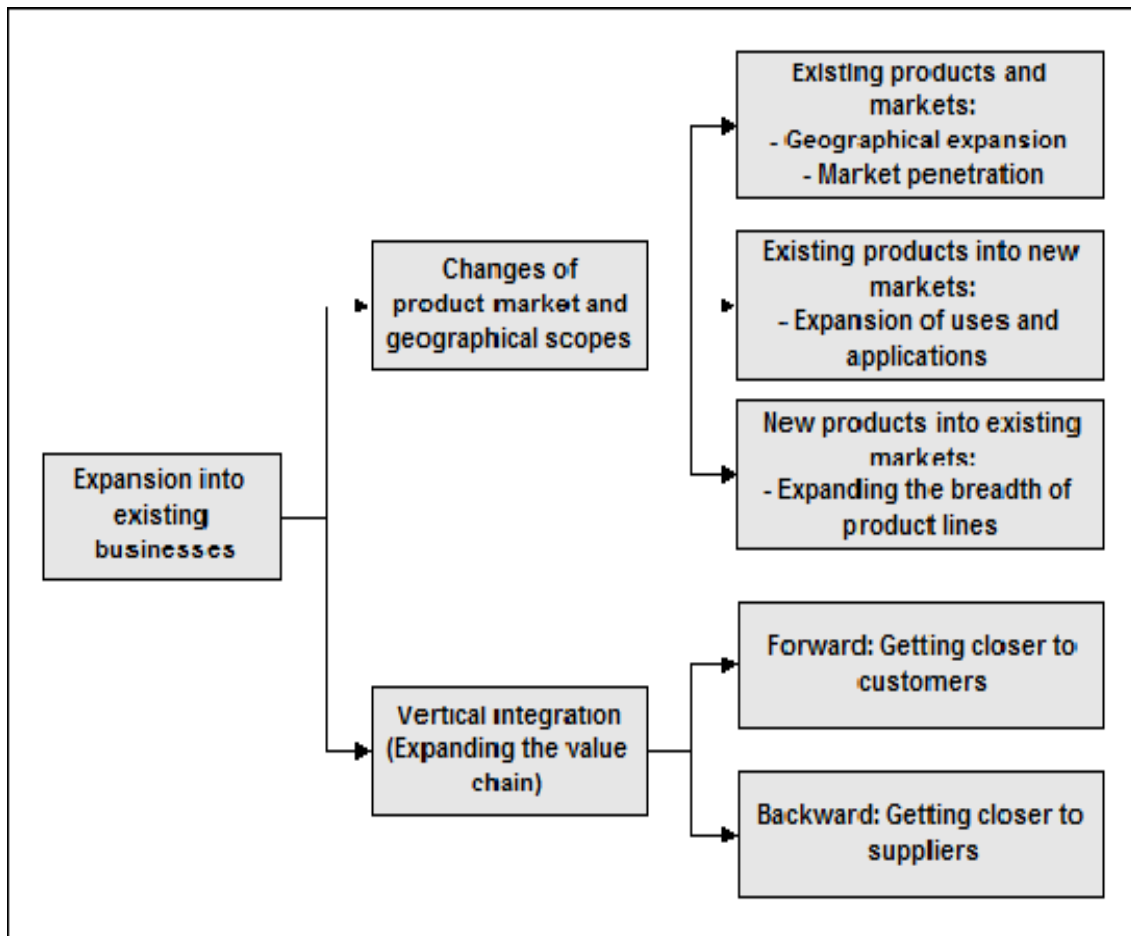 Expansion into
existing
businesses
Changes of
product market and
geographical scopes
Vertical integration
(Expanding the value
chain)
Existing products and
markets:
- Geographical expansion
- Market penetration
Existing products into new
markets:
- Expansion of uses and
applications
New products into existing
markets:
- Expanding the breadth of
product lines
Forward: Getting closer to
customers
Backward: Getting closer to
suppliers